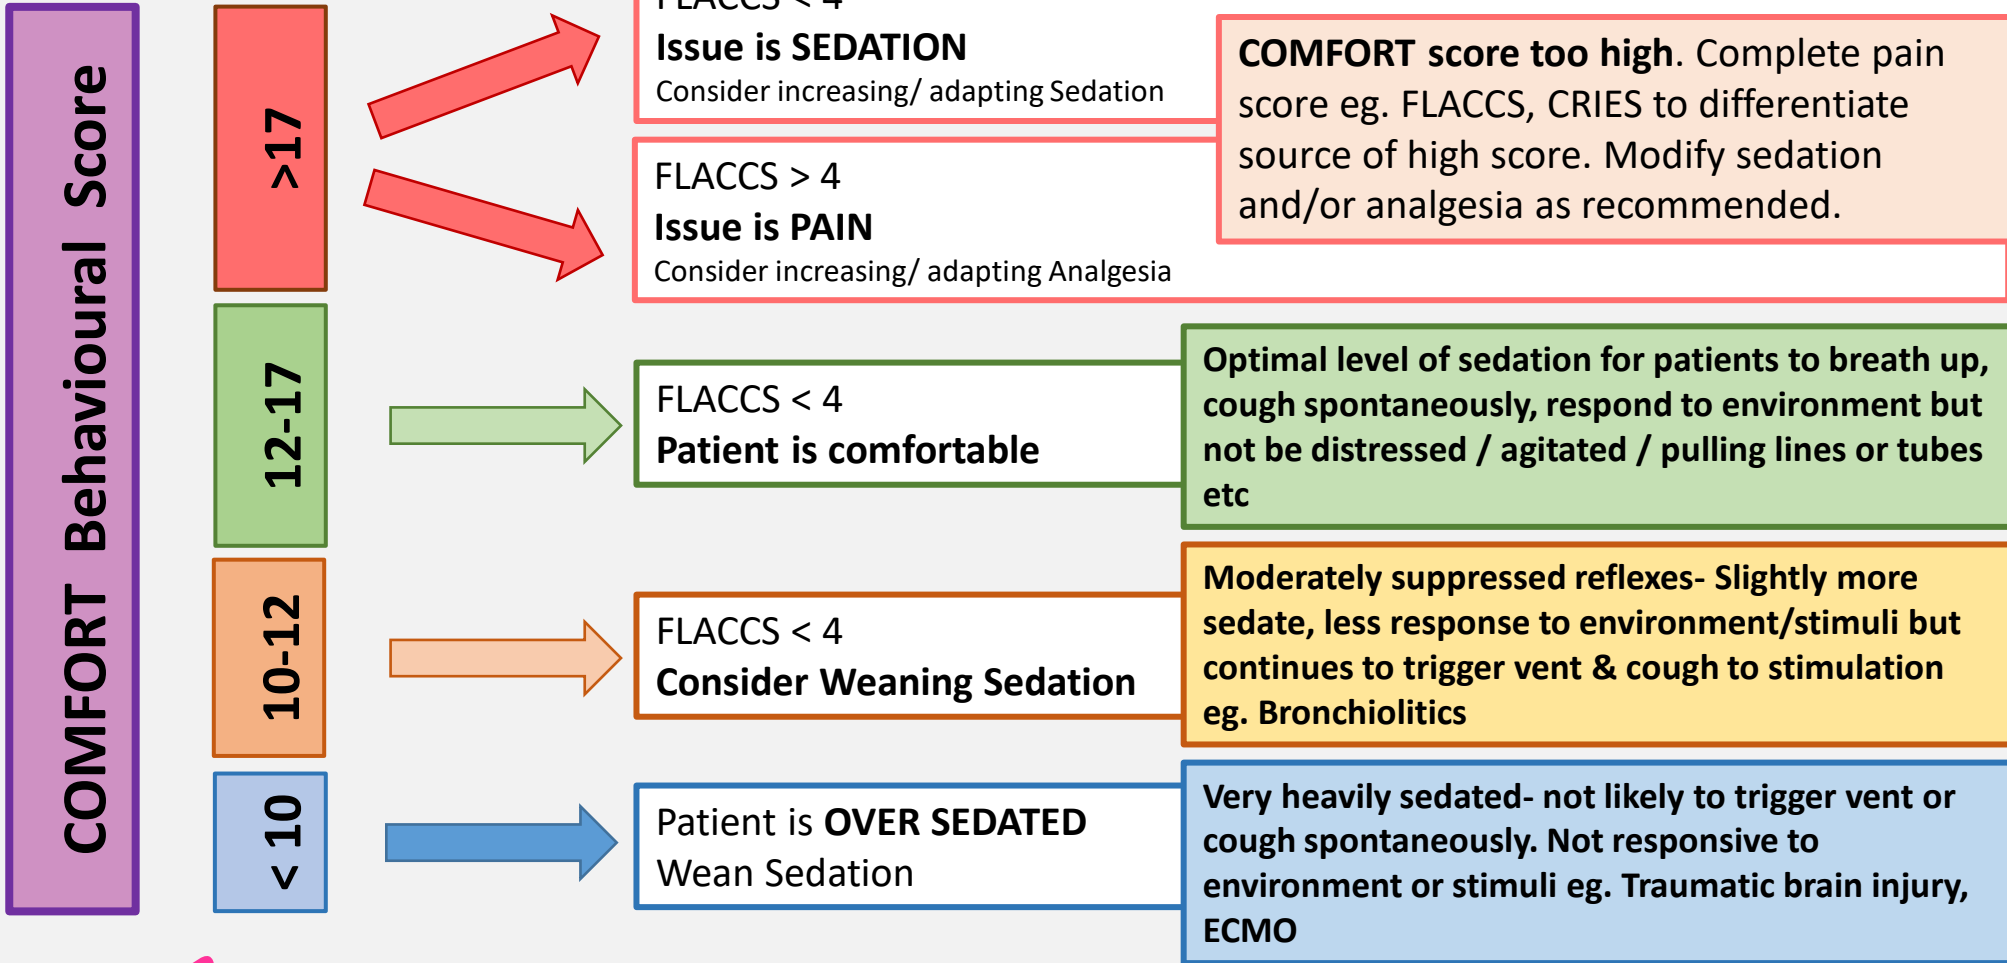 COMFORT Behavioural Score
>17
FLACCS < 4
Issue is SEDATION
Consider increasing/ adapting Sedation
FLACCS > 4
Issue is PAIN
Consider increasing/ adapting Analgesia
COMFORT score too high. Complete pain
score eg. FLACCS, CRIES to differentiate
source of high score. Modify sedation
and/or analgesia as recommended.
12-17
FLACCS < 4
Patient is comfortable
Optimal level of sedation for patients to breath up,
cough spontaneously, respond to environment but
not be distressed / agitated / pulling lines or tubes
etc
10-12
FLACCS < 4
Consider Weaning Sedation
Moderately suppressed reflexes- Slightly more
sedate, less response to environment/stimuli but
continues to trigger vent & cough to stimulation
eg. Bronchiolitics
< 10
Patient is OVER SEDATED
Wean Sedation
Very heavily sedated- not likely to trigger vent or
cough spontaneously. Not responsive to
environment or stimuli eg. Traumatic brain injury,
ECMO